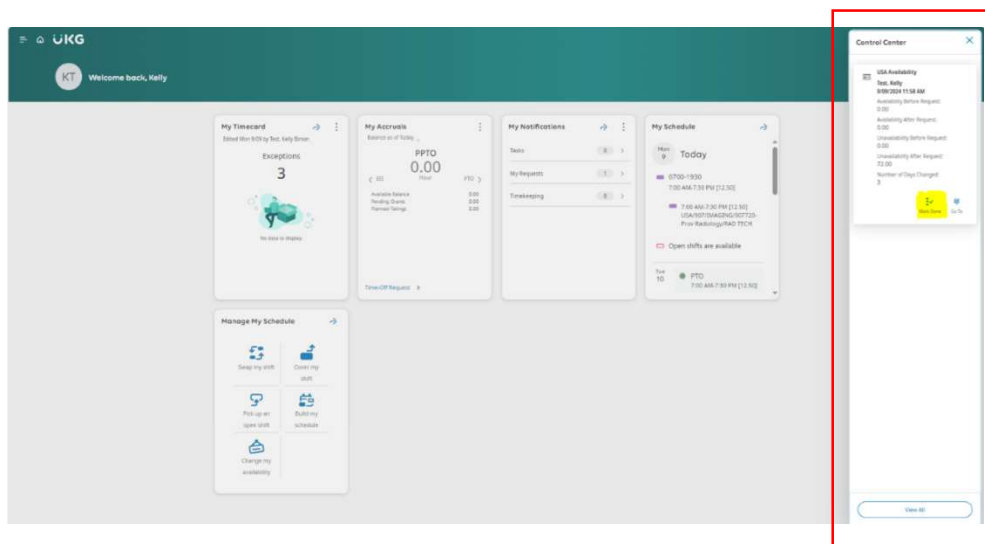 UKG
KT
Welcome back, Kelly
My Timecard
Edited Mon 9/09 by Test, Kelly
Exceptions
3
No data to display.
My Accruals
Balance as of Today
PPTO
0.00
Hour
Available Balance 0.00
Pending Grants 0.00
Planned Takings 0.00
Time-Off Request
My Notifications
Tasks
My Requests
Timekeeping
My Schedule
Mon
9
Today
0700-1930
7:00 AM-7:30 PM [12.50]
7:00 AM-7:30 PM [12.50]
USA/907/IMAGING/907720-
Prov Radiology/RAD TECH
Open shifts are available
Tue
10
PTO
7:00 AM-7:30 PM [12.50]
Manage My Schedule
Swap my shift
Cover my
shift
Pick up an
open shift
Build my
schedule
Change my
availability
Control Center
USA Availability
Test, Kelly
9/09/2024 11:58 AM
Availability Before Request:
0.00
Availability After Request:
0.00
Unavailability Before Request:
0.00
Unavailability After Request:
72.00
Number of Days Changed:
3
Mark Done
Go To
View All